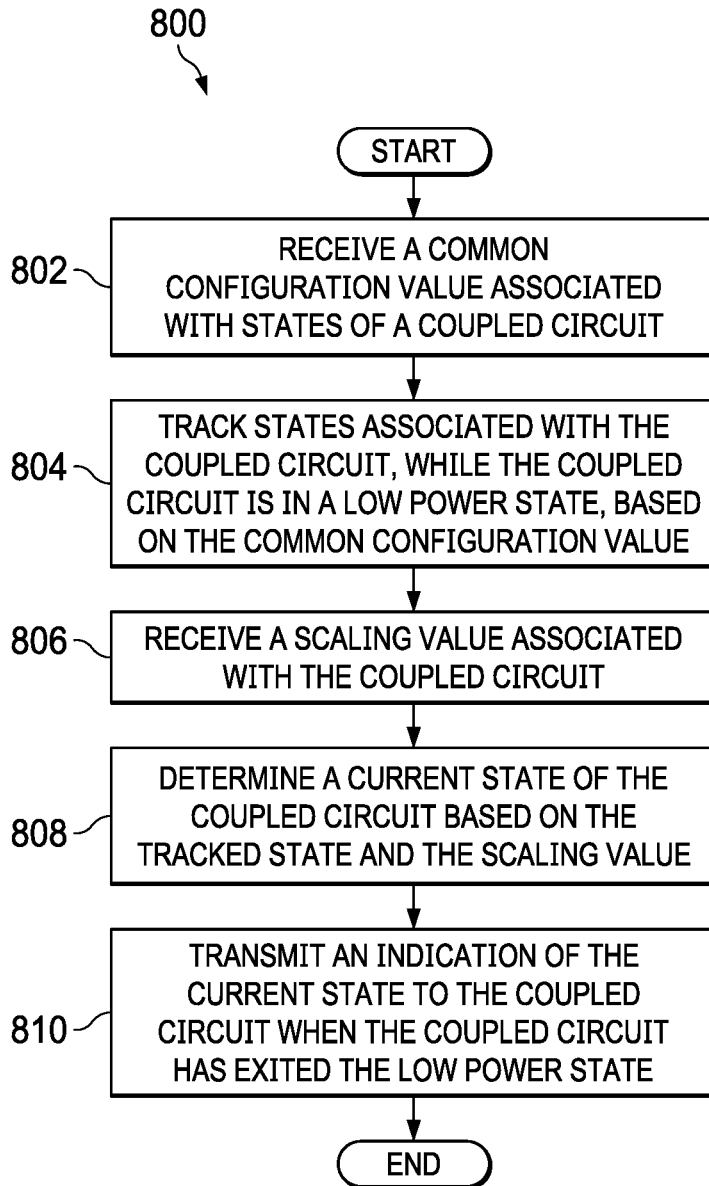 800
START
802
RECEIVE A COMMON
CONFIGURATION VALUE ASSOCIATED
WITH STATES OF A COUPLED CIRCUIT
804
TRACK STATES ASSOCIATED WITH THE
COUPLED CIRCUIT, WHILE THE COUPLED
CIRCUIT IS IN A LOW POWER STATE, BASED
ON THE COMMON CONFIGURATION VALUE
806
RECEIVE A SCALING VALUE ASSOCIATED
WITH THE COUPLED CIRCUIT
808
DETERMINE A CURRENT STATE OF THE
COUPLED CIRCUIT BASED ON THE
TRACKED STATE AND THE SCALING VALUE
810
TRANSMIT AN INDICATION OF THE
CURRENT STATE TO THE COUPLED
CIRCUIT WHEN THE COUPLED CIRCUIT
HAS EXITED THE LOW POWER STATE
END